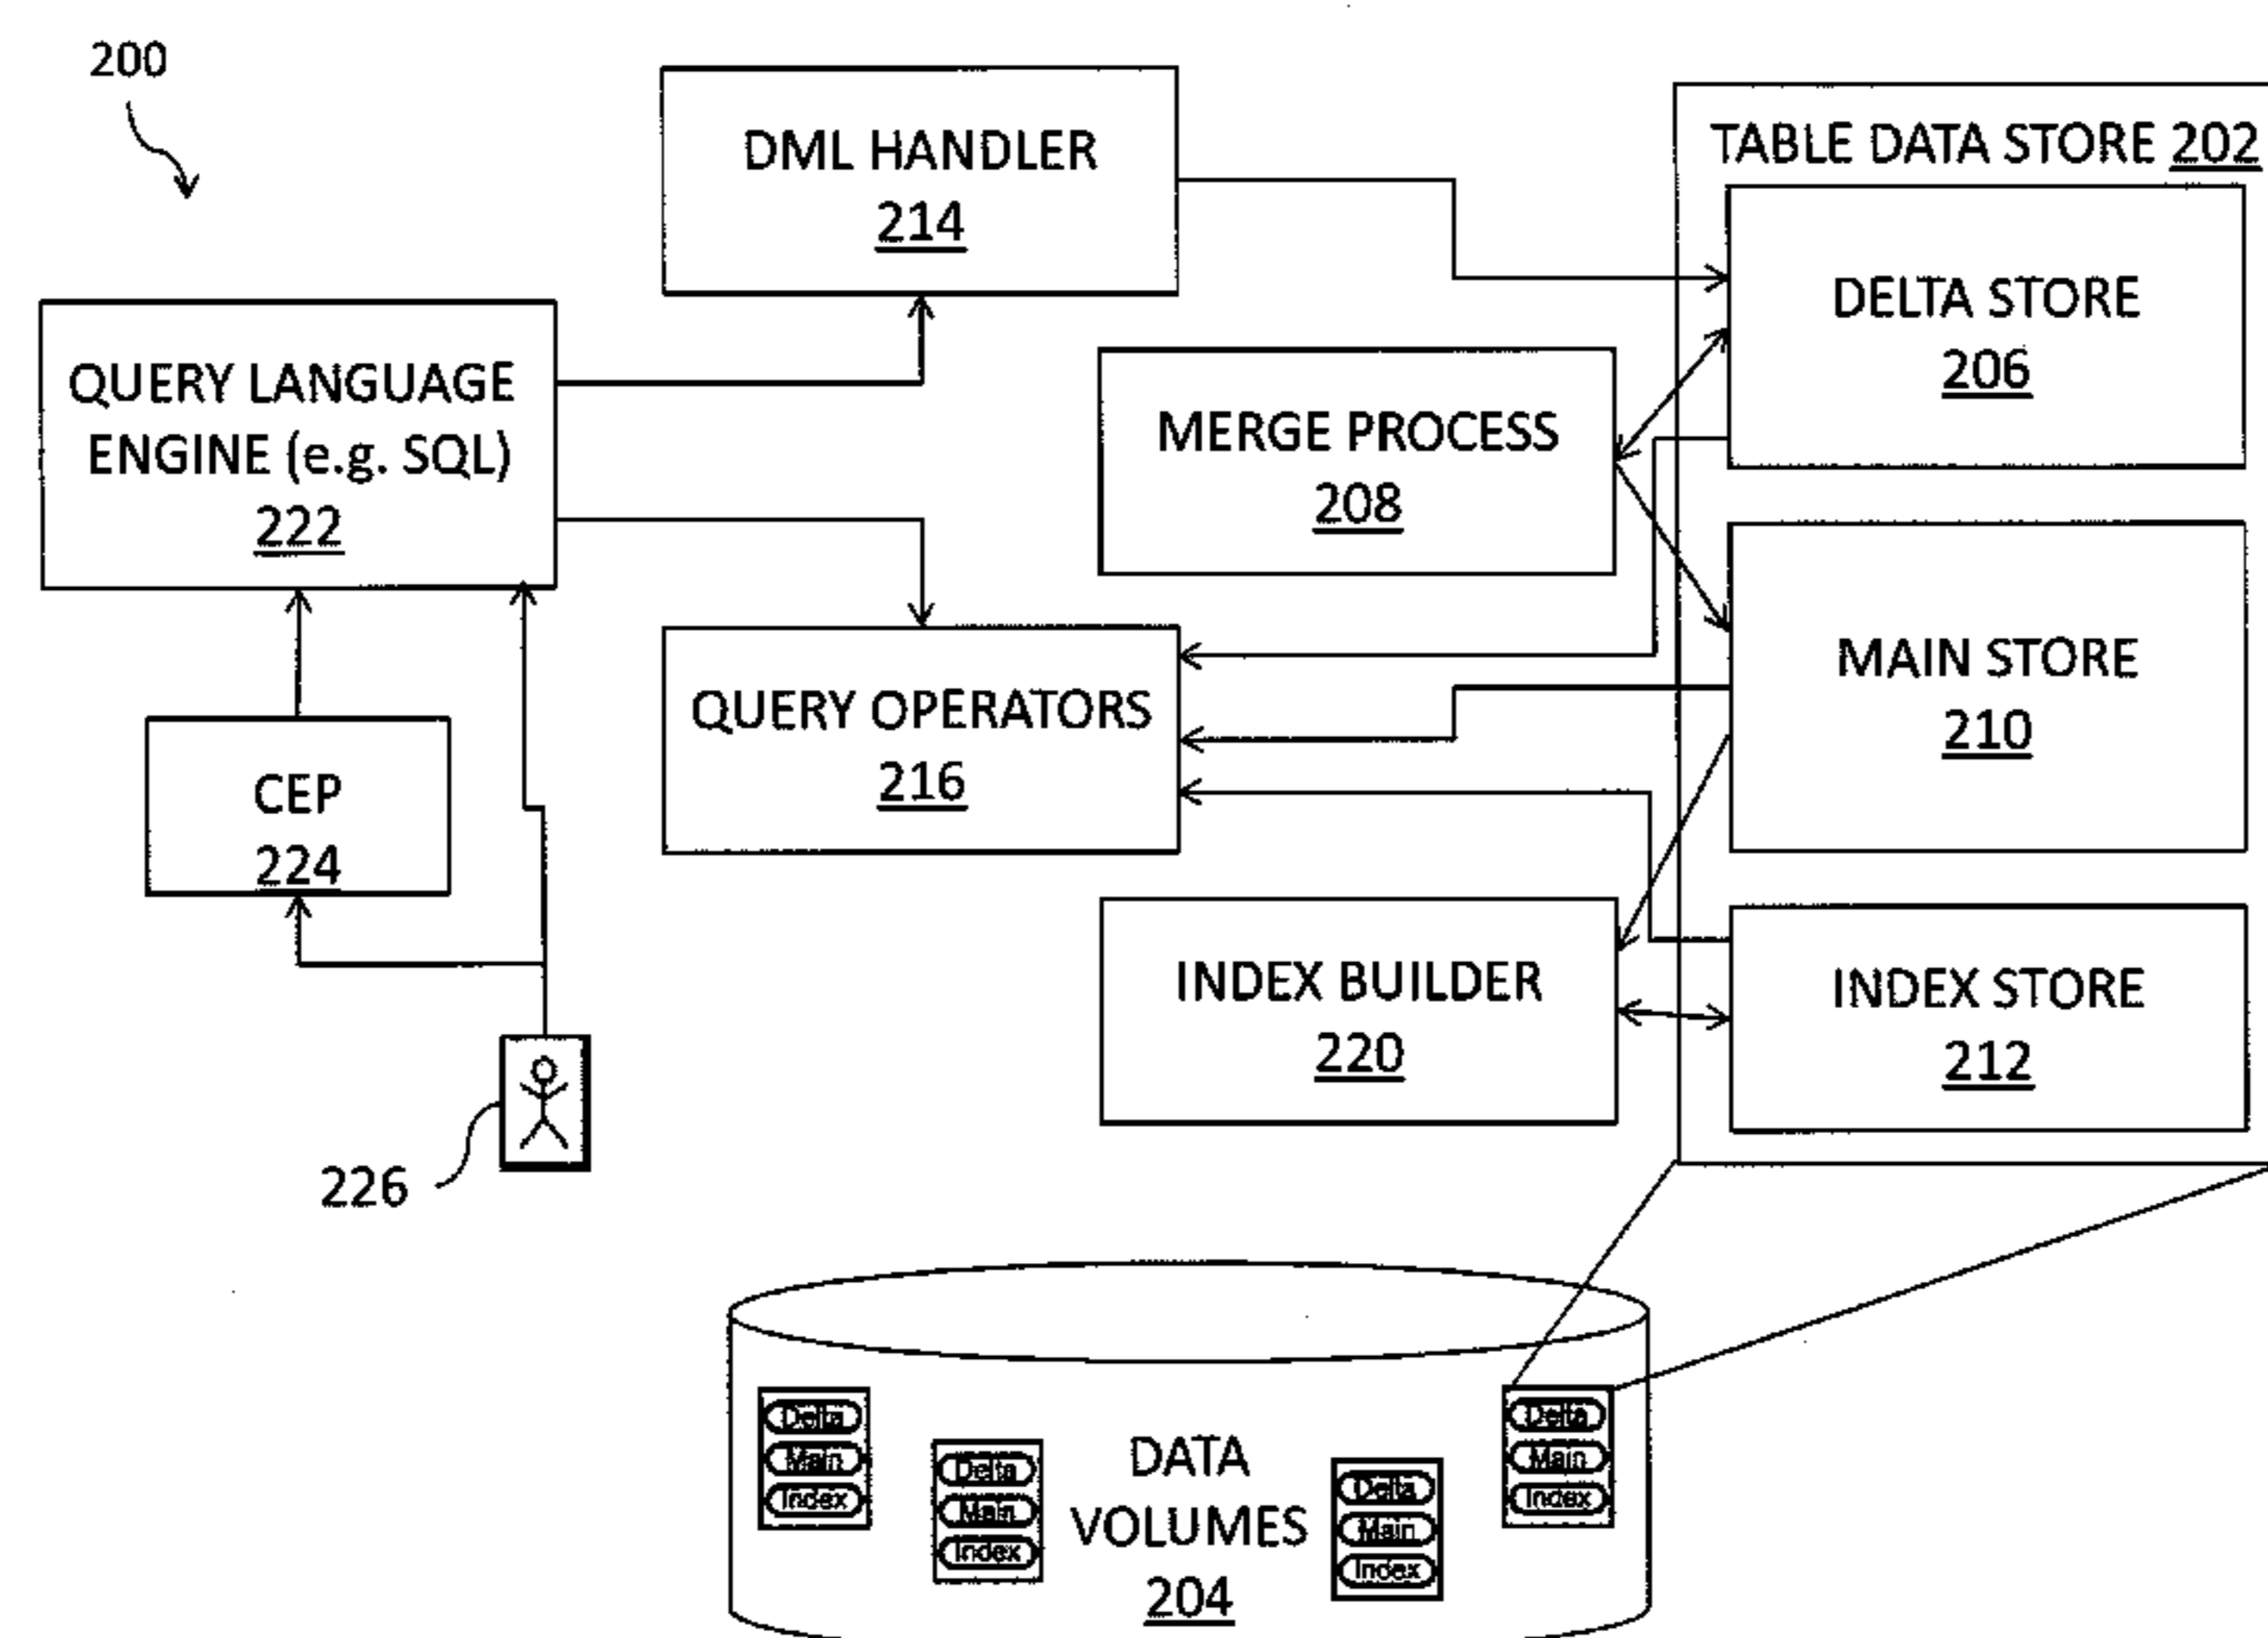 200
DML HANDLER
214
TABLE DATA STORE 202
DELTA STORE
206
QUERY LANGUAGE
ENGINE (e.g. SQL)
222
MERGE PROCESS
208
MAIN STORE
210
QUERY OPERATORS
216
CEP
224
INDEX BUILDER
220
INDEX STORE
212
226
Delta
Main
Index
Delta
Main
Index
DATA
VOLUMES
204
Delta
Main
Index
Delta
Main
Index